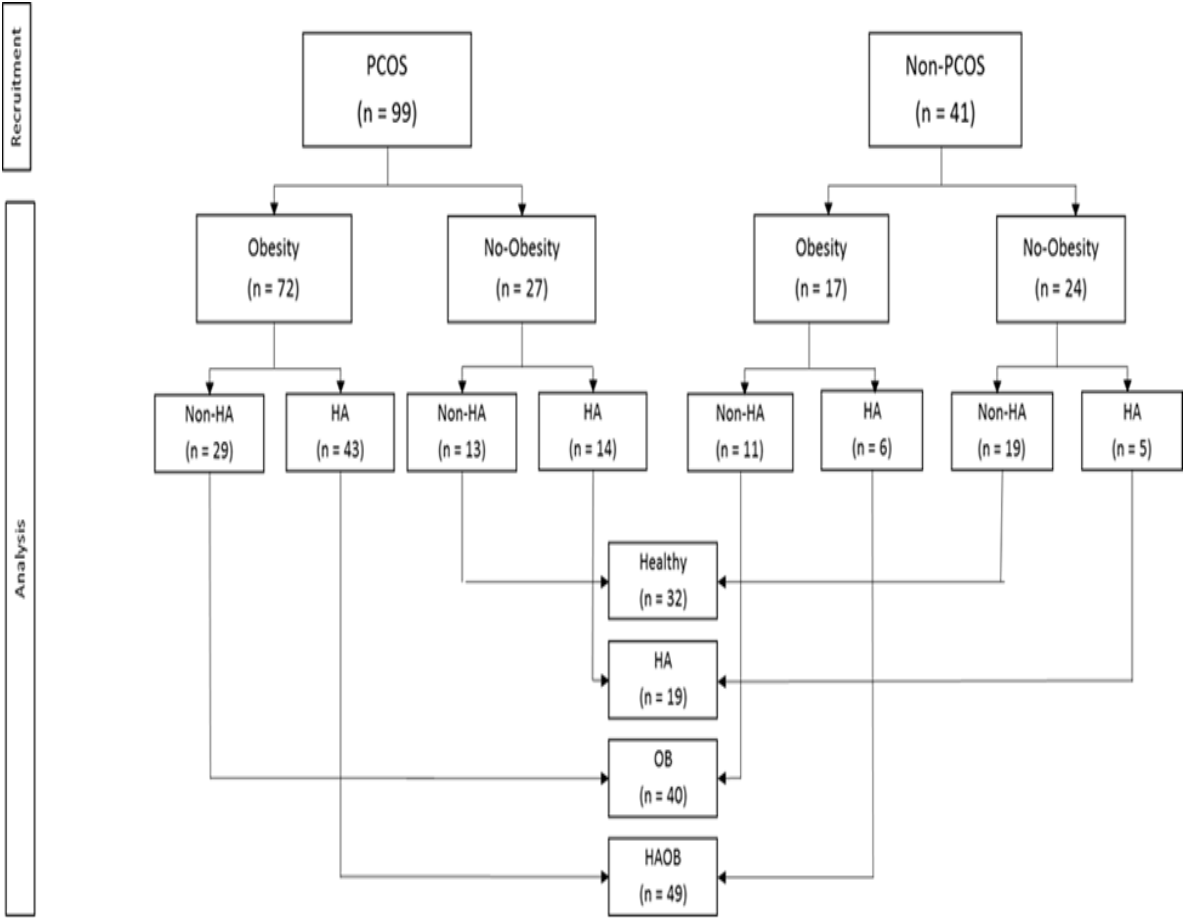 Recruitment
PCOS
(n = 99)
Non-PCOS
(n = 41)
Analysis
Obesity
(n = 72)
No-Obesity
(n = 27)
Obesity
(n = 17)
No-Obesity
(n = 24)
Non-HA
(n = 29)
HA
(n = 43)
Non-HA
(n = 13)
HA
(n = 14)
Non-HA
(n = 11)
HA
(n = 6)
Non-HA
(n = 19)
HA
(n = 5)
Healthy
(n = 32)
HA
(n = 19)
OB
(n = 40)
HAOB
(n = 49)